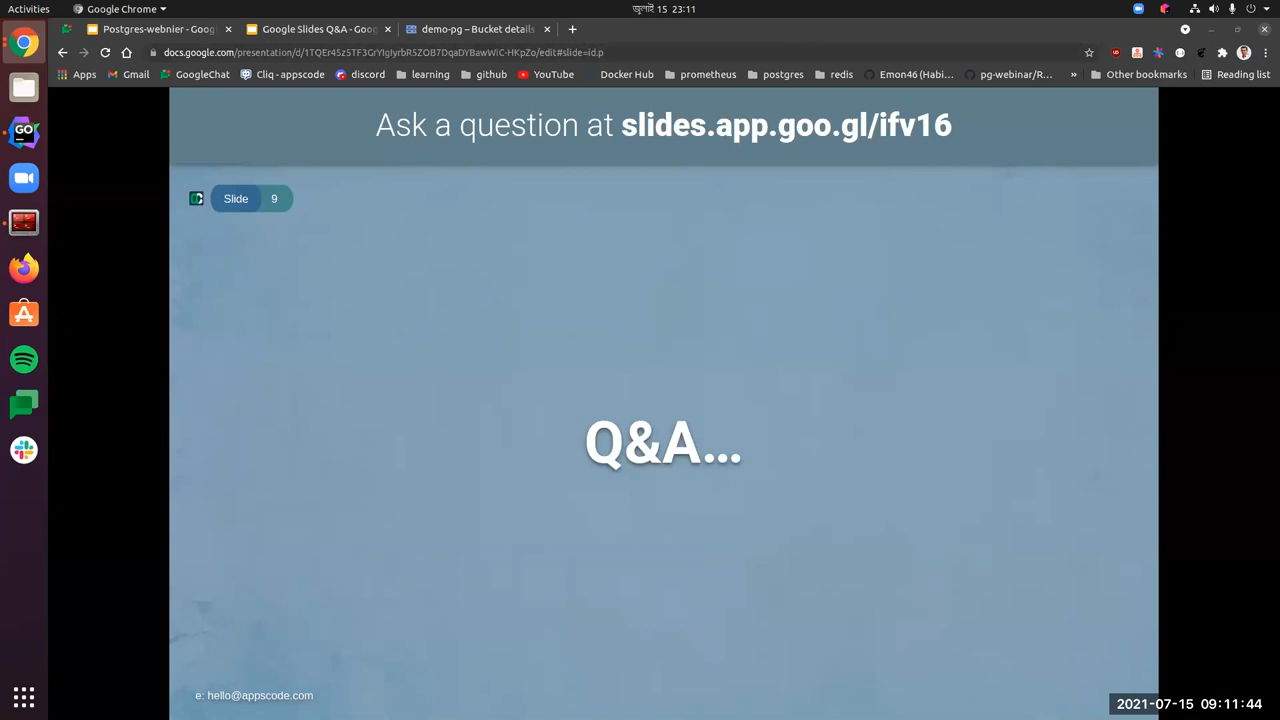 Activities
Google Chrome
जुलाई 15 23:11
Postgres-webnier - Goog
Google Slides Q&A - Goog
demo-pg – Bucket details
docs.google.com/presentation/d/1TQEr45z5TF3GrYIgIyrbR5ZOB7DqaDYBawWiC-HKpZo/edit#slide=id.p
Apps
Gmail
GoogleChat
Cliq - appscode
discord
learning
github
YouTube
Docker Hub
prometheus
postgres
redis
Emon46 (Habi...
pg-webinar/R...
»
Other bookmarks
Reading list
Ask a question at slides.app.goo.gl/ifv16
Slide 9
Q&A...
e: hello@appscode.com
2021-07-15 09:11:44